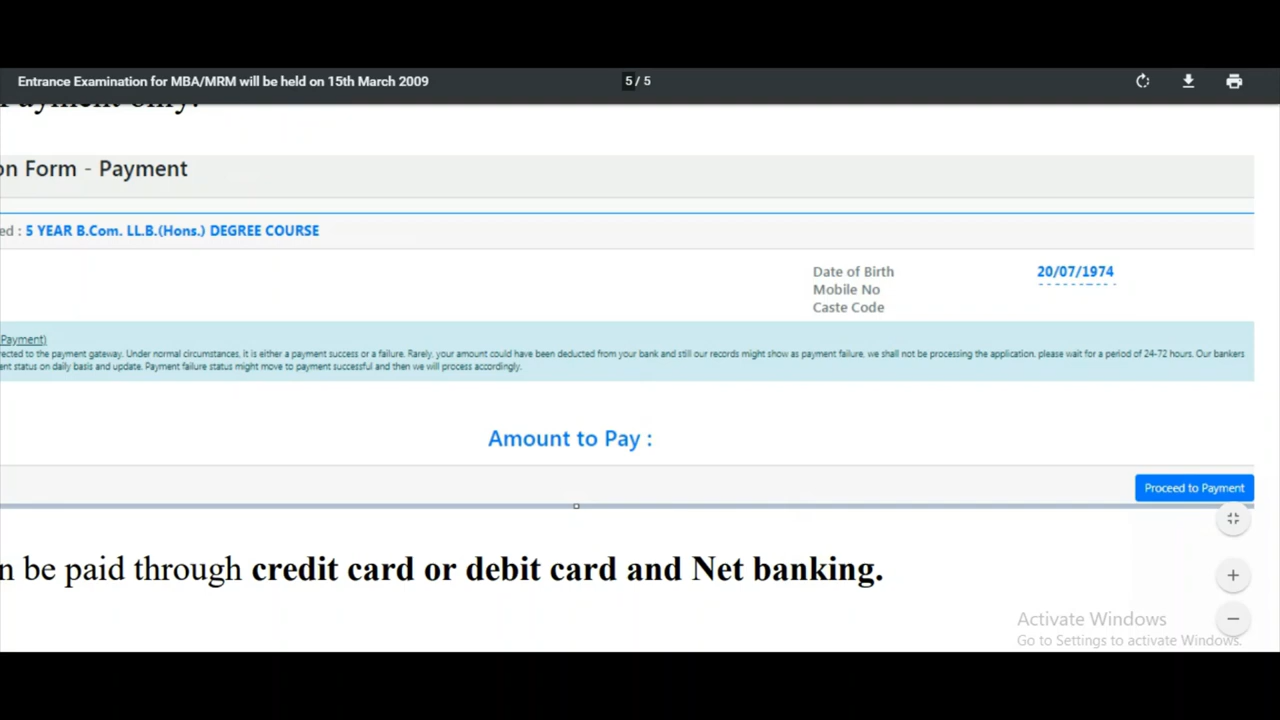 Entrance Examination for MBA/MRM will be held on 15th March 2009
5 / 5
Payment only.
on Form - Payment
ed : 5 YEAR B.Com. LL.B.(Hons.) DEGREE COURSE
Date of Birth 20/07/1974
Mobile No
Caste Code
Payment)
ected to the payment gateway. Under normal circumstances, it is either a payment success or a failure. Rarely, your amount could have been deducted from your bank and still our records might show as payment failure, we shall not be processing the application, please wait for a period of 24-72 hours. Our bankers
ent status on daily basis and update. Payment failure status might move to payment successful and then we will process accordingly.
Amount to Pay :
Proceed to Payment
n be paid through credit card or debit card and Net banking.
Activate Windows
Go to Settings to activate Windows.